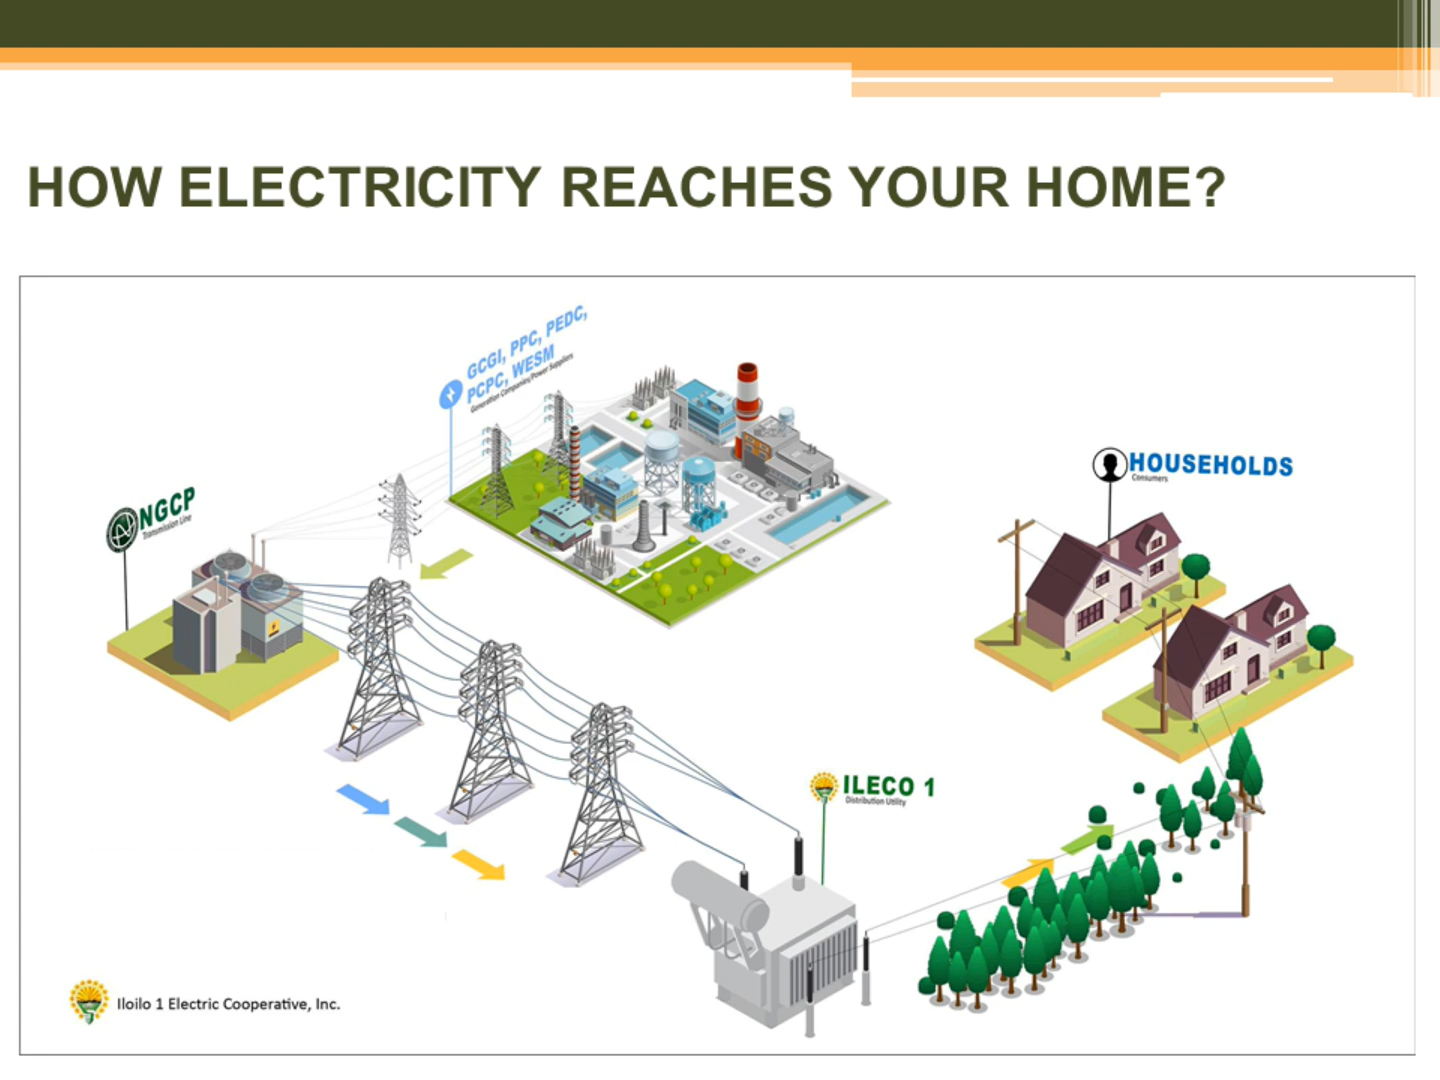 HOW ELECTRICITY REACHES YOUR HOME?
GCGI, PPC, PEDC,
PCPC, WESM
Generation Companies/Power Suppliers
NGCP
Transmission Line
HOUSEHOLDS
Consumers
ILECO 1
Distribution Utility
Iloilo 1 Electric Cooperative, Inc.